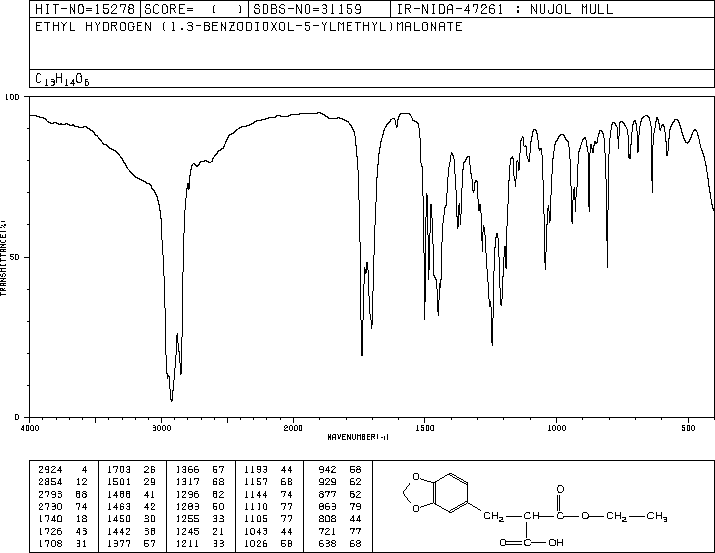 HIT-NO=15278 SCORE= ( ) SDBS-NO=31159 IR-NIDA-47261 : NUJOL MULL
ETHYL HYDROGEN (1,3-BENZODIOXOL-5-YLMETHYL)MALONATE
C13H14O6
100
50
0
TRANSMITTANCE(%)
4000 3000 2000 1500 1000 500
WAVENUMBER(-1)
2924 4 1703 26 1366 67 1193 44 942 58
2854 12 1501 29 1317 68 1157 68 929 62
2793 68 1488 41 1296 62 1144 74 877 62
2730 74 1463 42 1283 50 1110 77 863 79
1740 18 1450 30 1255 33 1105 77 808 44
1726 43 1442 38 1245 21 1043 44 721 77
1708 31 1377 57 1211 33 1026 58 638 68
O
O
O
CH2—CH—C—O—CH2—CH3
C—OH
O